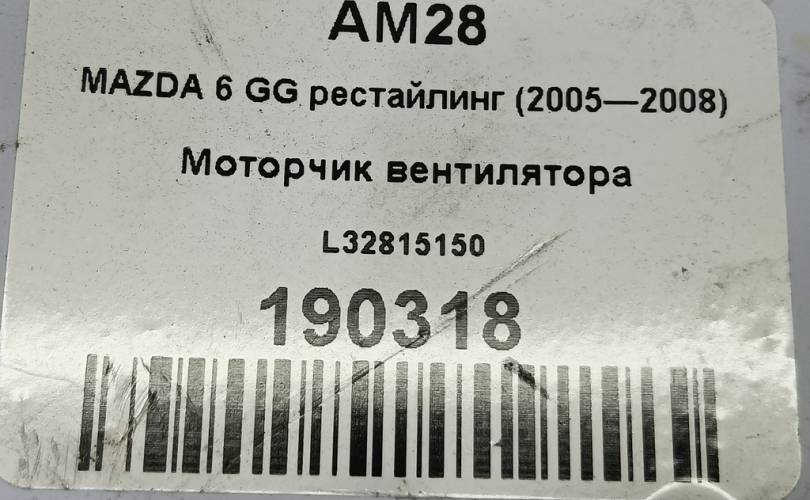 AM28
MAZDA 6 GG рестайлинг (2005—2008)
Моторчик вентилятора
L32815150
190318